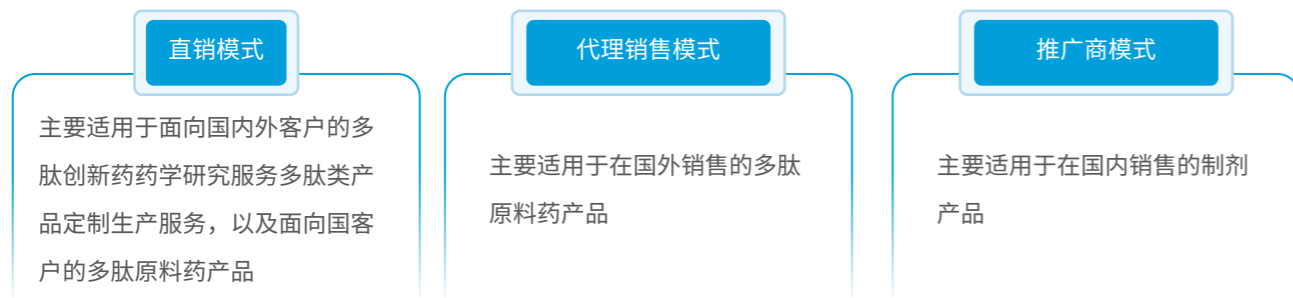 直销模式
主要适用于面向国内外客户的多
肽创新药药学研究服务多肽类产
品定制生产服务，以及面向国客
户的多肽原料药产品
代理销售模式
主要适用于在国外销售的多肽
原料药产品
推广商模式
主要适用于在国内销售的制剂
产品